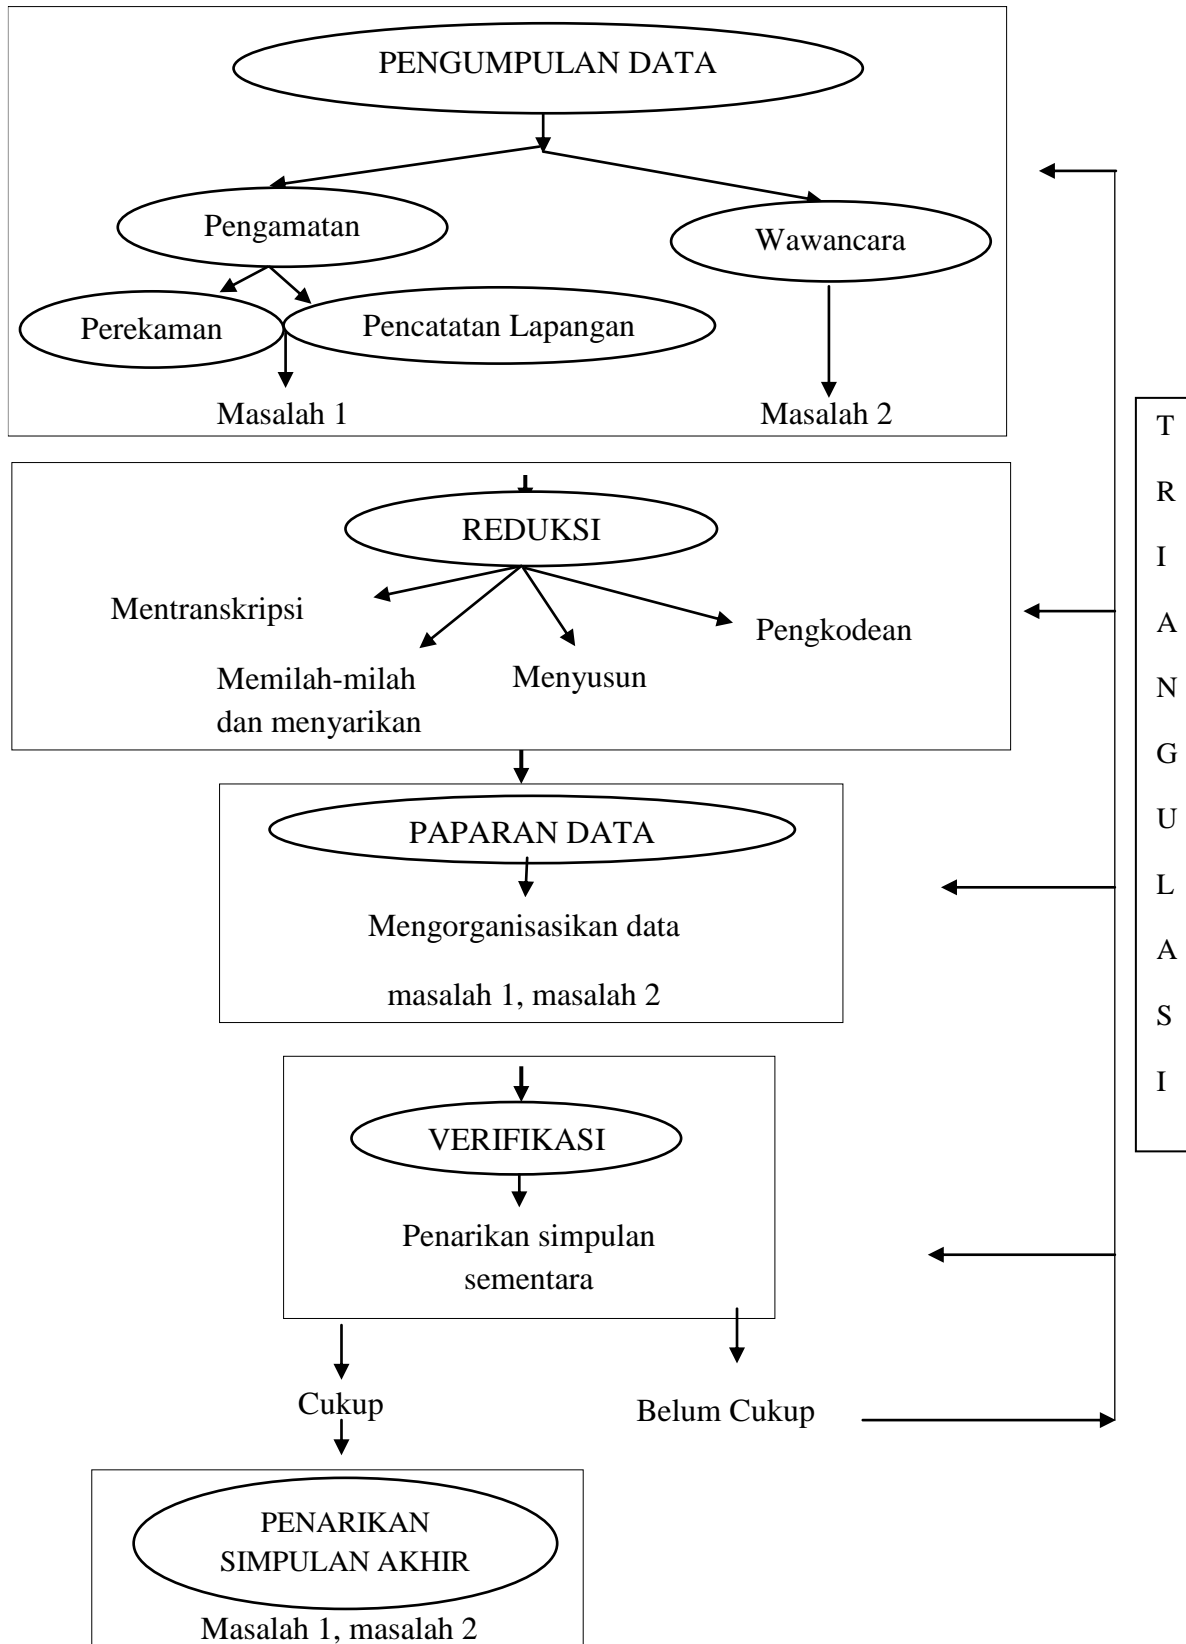 PENGUMPULAN DATA
Pengamatan
Wawancara
Perekaman
Pencatatan Lapangan
Masalah 1
Masalah 2
REDUKSI
Mentranskripsi
Pengkodean
Memilah-milah
dan menyarikan
Menyusun
PAPARAN DATA
Mengorganisasikan data
masalah 1, masalah 2
VERIFIKASI
Penarikan simpulan
sementara
Cukup
Belum Cukup
PENARIKAN
SIMPULAN AKHIR
Masalah 1, masalah 2
T
R
I
A
N
G
U
L
A
S
I